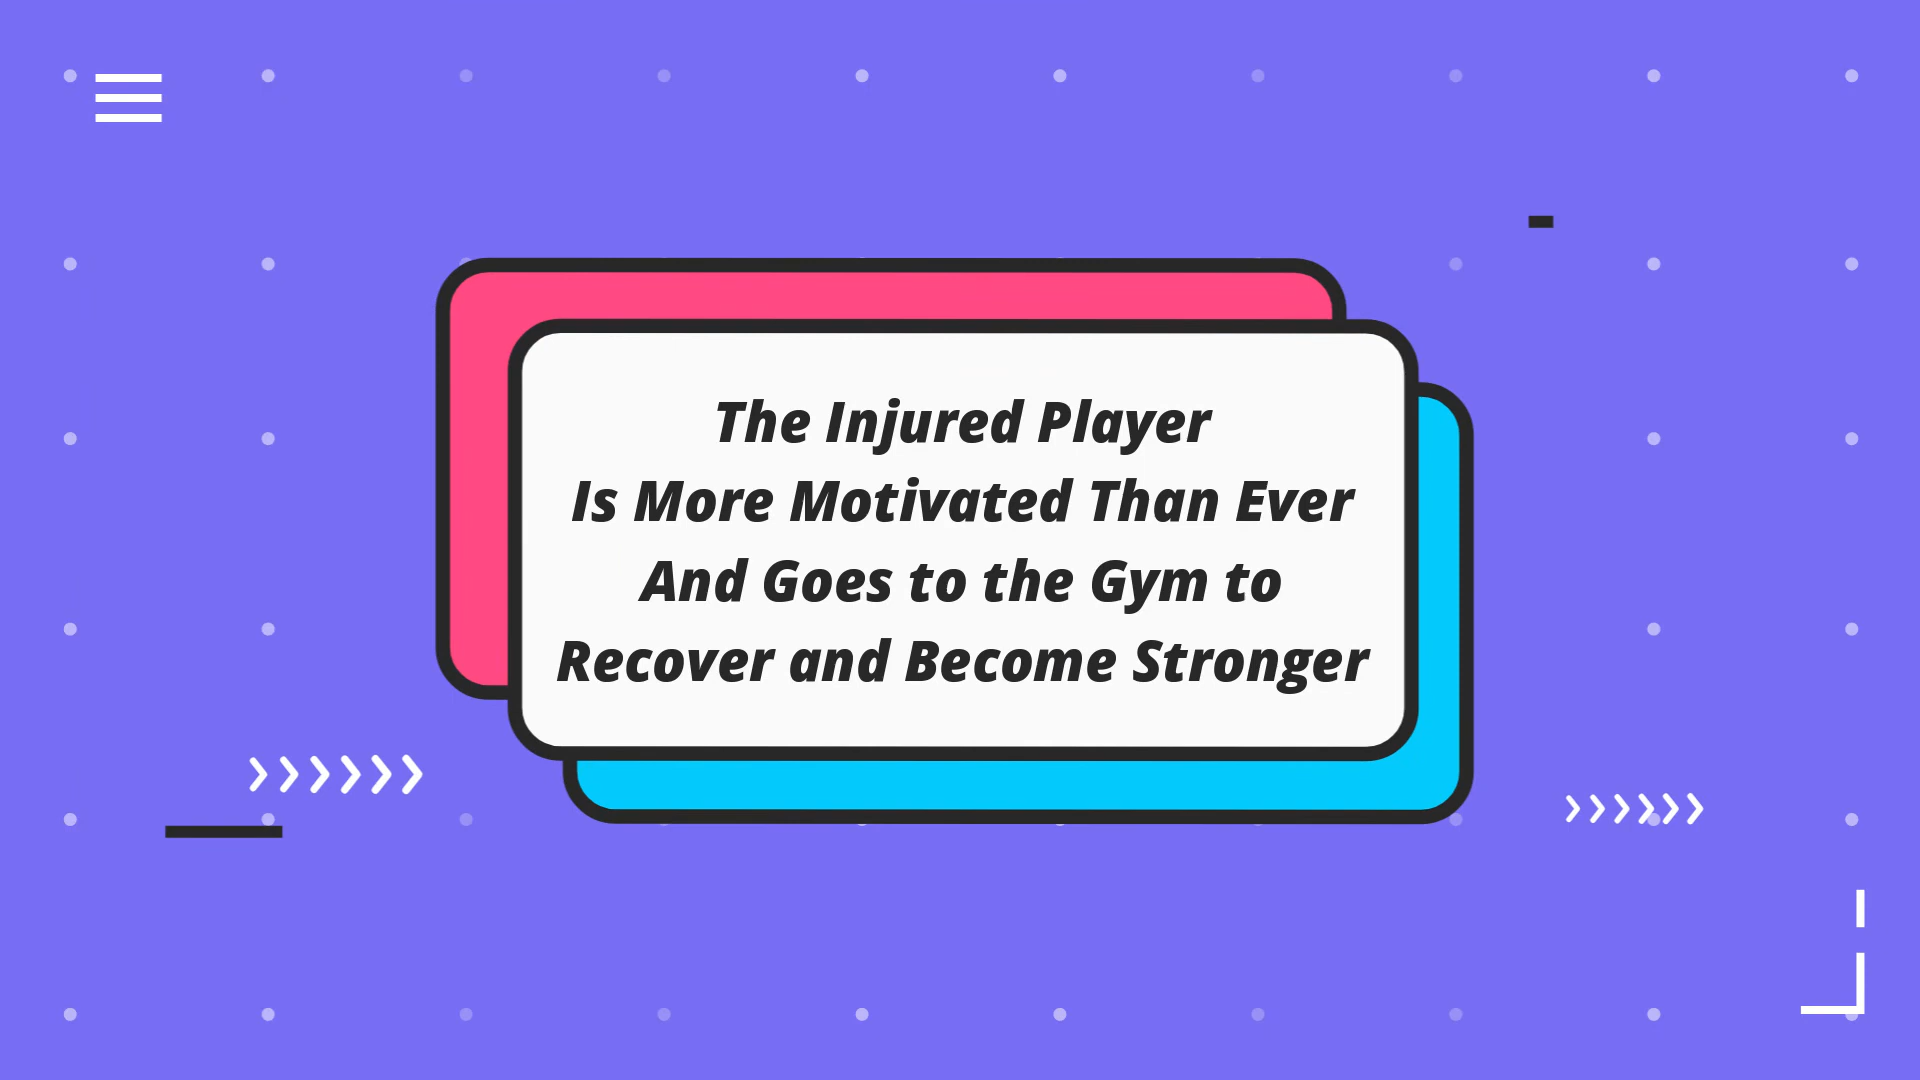 The Injured Player
Is More Motivated Than Ever
And Goes to the Gym to
Recover and Become Stronger